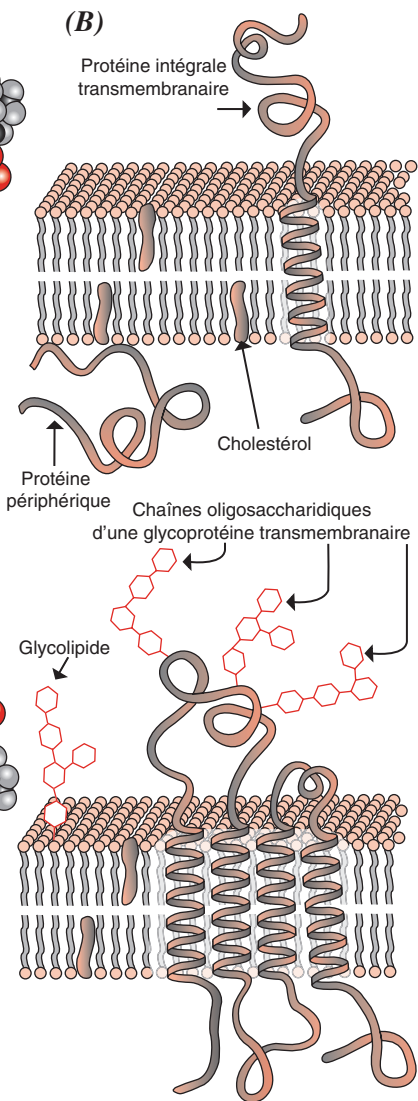 (B)
Protéine intégrale
transmembranaire
Cholestérol
Protéine
périphérique
Chaînes oligosaccharidiques
d'une glycoprotéine transmembranaire
Glycolipide